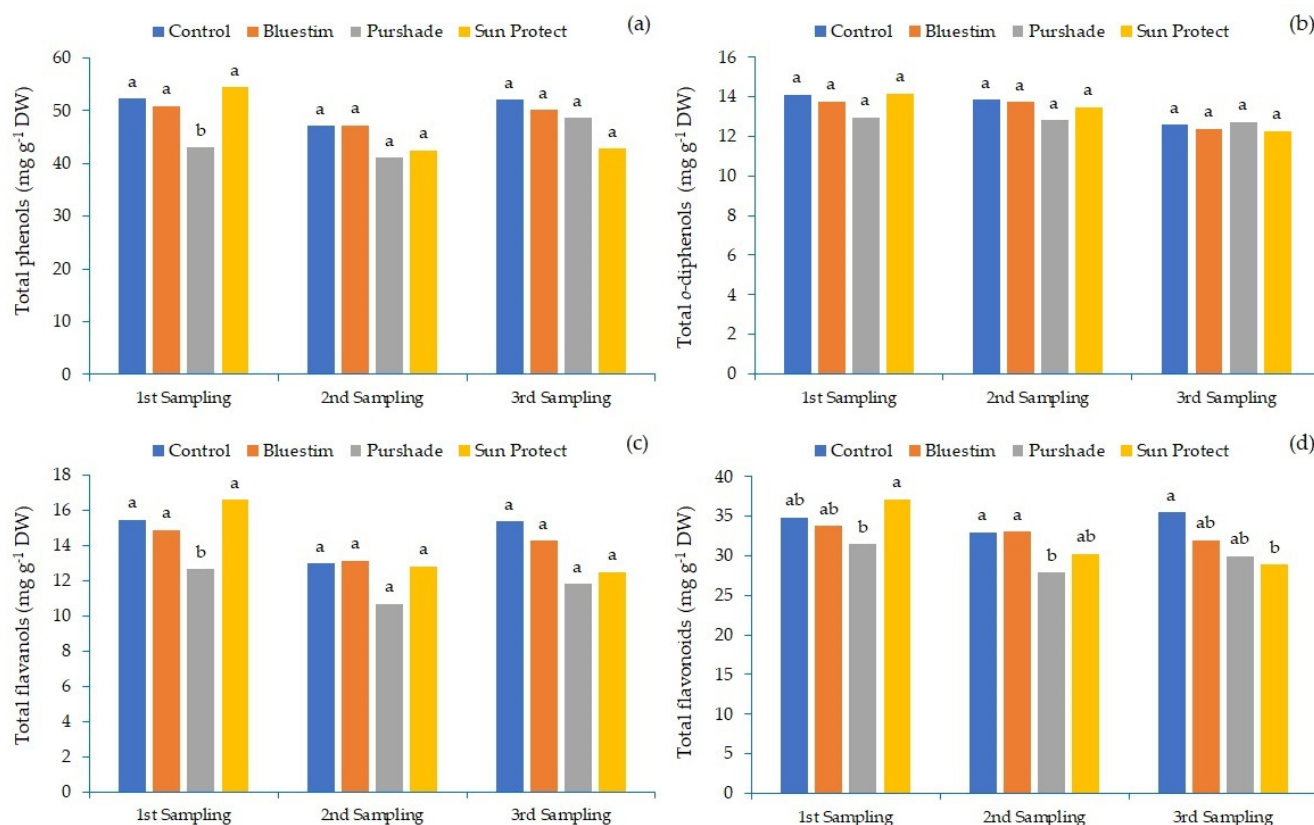 Control Bluestim Purshade Sun Protect (a)
Total phenols (mg g⁻¹ DW)
60
50
40
30
20
10
0
a a b a
a a a a
a a a a
1st Sampling 2nd Sampling 3rd Sampling
Control Bluestim Purshade Sun Protect (b)
Total o-diphenols (mg g⁻¹ DW)
16
14
12
10
8
6
4
2
0
a a a a
a a a a
a a a a
1st Sampling 2nd Sampling 3rd Sampling
Control Bluestim Purshade Sun Protect (c)
Total flavanols (mg g⁻¹ DW)
18
16
14
12
10
8
6
4
2
0
a a b a
a a a a
a a a a
1st Sampling 2nd Sampling 3rd Sampling
Control Bluestim Purshade Sun Protect (d)
Total flavonoids (mg g⁻¹ DW)
40
35
30
25
20
15
10
5
0
ab ab b a
a a b ab
a ab ab b
1st Sampling 2nd Sampling 3rd Sampling